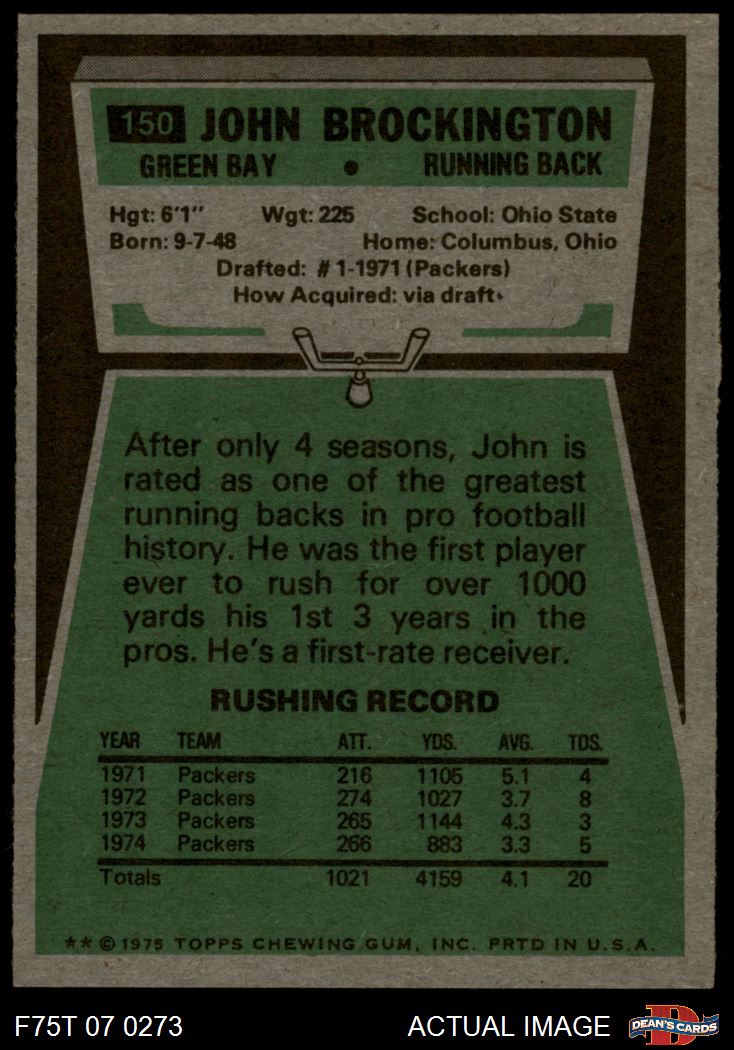 150 JOHN BROCKINGTON
GREEN BAY • RUNNING BACK
Hgt: 6'1" Wgt: 225 School: Ohio State
Born: 9-7-48 Home: Columbus, Ohio
Drafted: #1-1971 (Packers)
How Acquired: via draft.
After only 4 seasons, John is
rated as one of the greatest
running backs in pro football
history. He was the first player
ever to rush for over 1000
yards his 1st 3 years in the
pros. He's a first-rate receiver.
RUSHING RECORD
YEAR TEAM ATT. YDS. AVG. TDS.
1971 Packers 216 1105 5.1 4
1972 Packers 274 1027 3.7 8
1973 Packers 265 1144 4.3 3
1974 Packers 266 883 3.3 5
Totals 1021 4159 4.1 20
** © 1975 TOPPS CHEWING GUM, INC. PRTD IN U.S.A.
F75T 07 0273 ACTUAL IMAGE DEAN'S CARDS